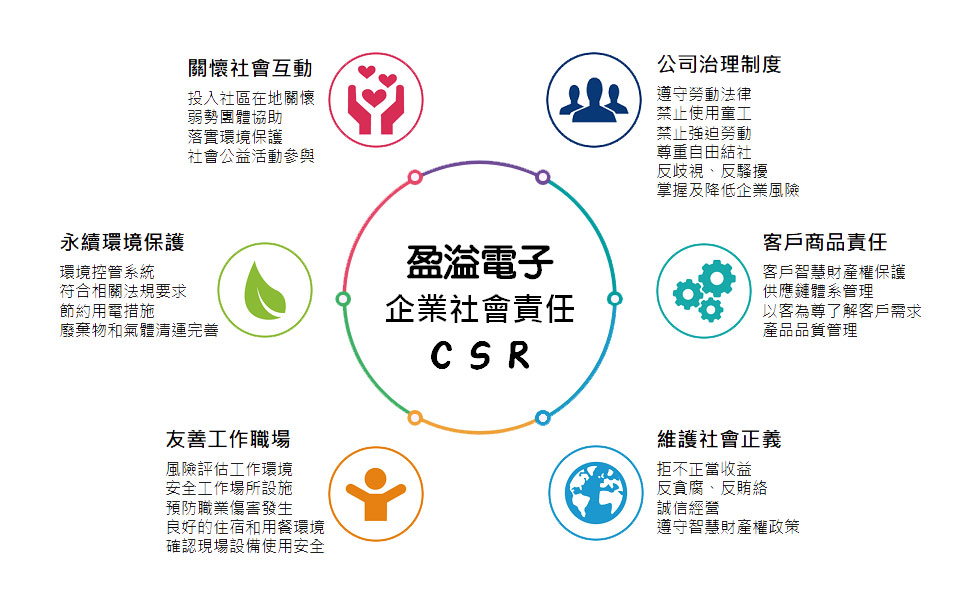 關懷社會互動
投入社區在地關懷
弱勢團體協助
落實環境保護
社會公益活動參與
公司治理制度
遵守勞動法律
禁止使用童工
禁止強迫勞動
尊重自由結社
反歧視、反騷擾
掌握及降低企業風險
永續環境保護
環境控管系統
符合相關法規要求
節約用電措施
廢棄物和氣體清運完善
盈溢電子
企業社會責任
CSR
客戶商品責任
客戶智慧財產權保護
供應鏈體系管理
以客為尊了解客戶需求
產品品質管理
友善工作職場
風險評估工作環境
安全工作場所設施
預防職業傷害發生
良好的住宿和用餐環境
確認現場設備使用安全
維護社會正義
拒不正當收益
反貪腐、反賄絡
誠信經營
遵守智慧財產權政策